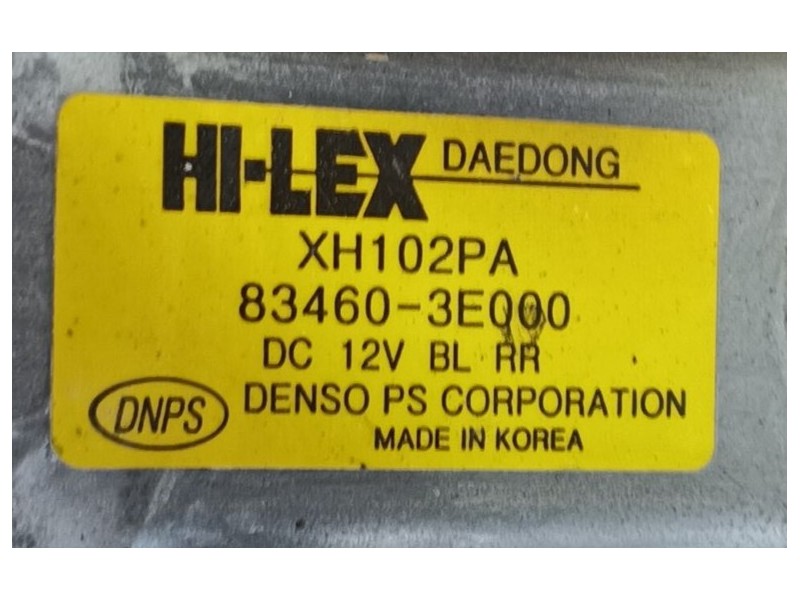 HI-LEX DAEDONG
XH102PA
83460-3E000
DC 12V BL RR
DNPS DENSO PS CORPORATION
MADE IN KOREA